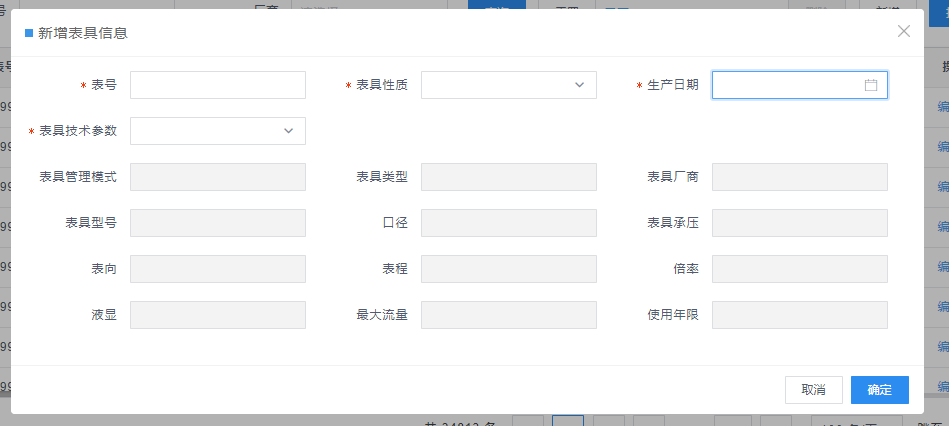 新增表具信息
* 表号
* 表具性质
* 生产日期
* 表具技术参数
表具管理模式
表具类型
表具厂商
表具型号
口径
表具承压
表向
表程
倍率
液显
最大流量
使用年限
取消
确定